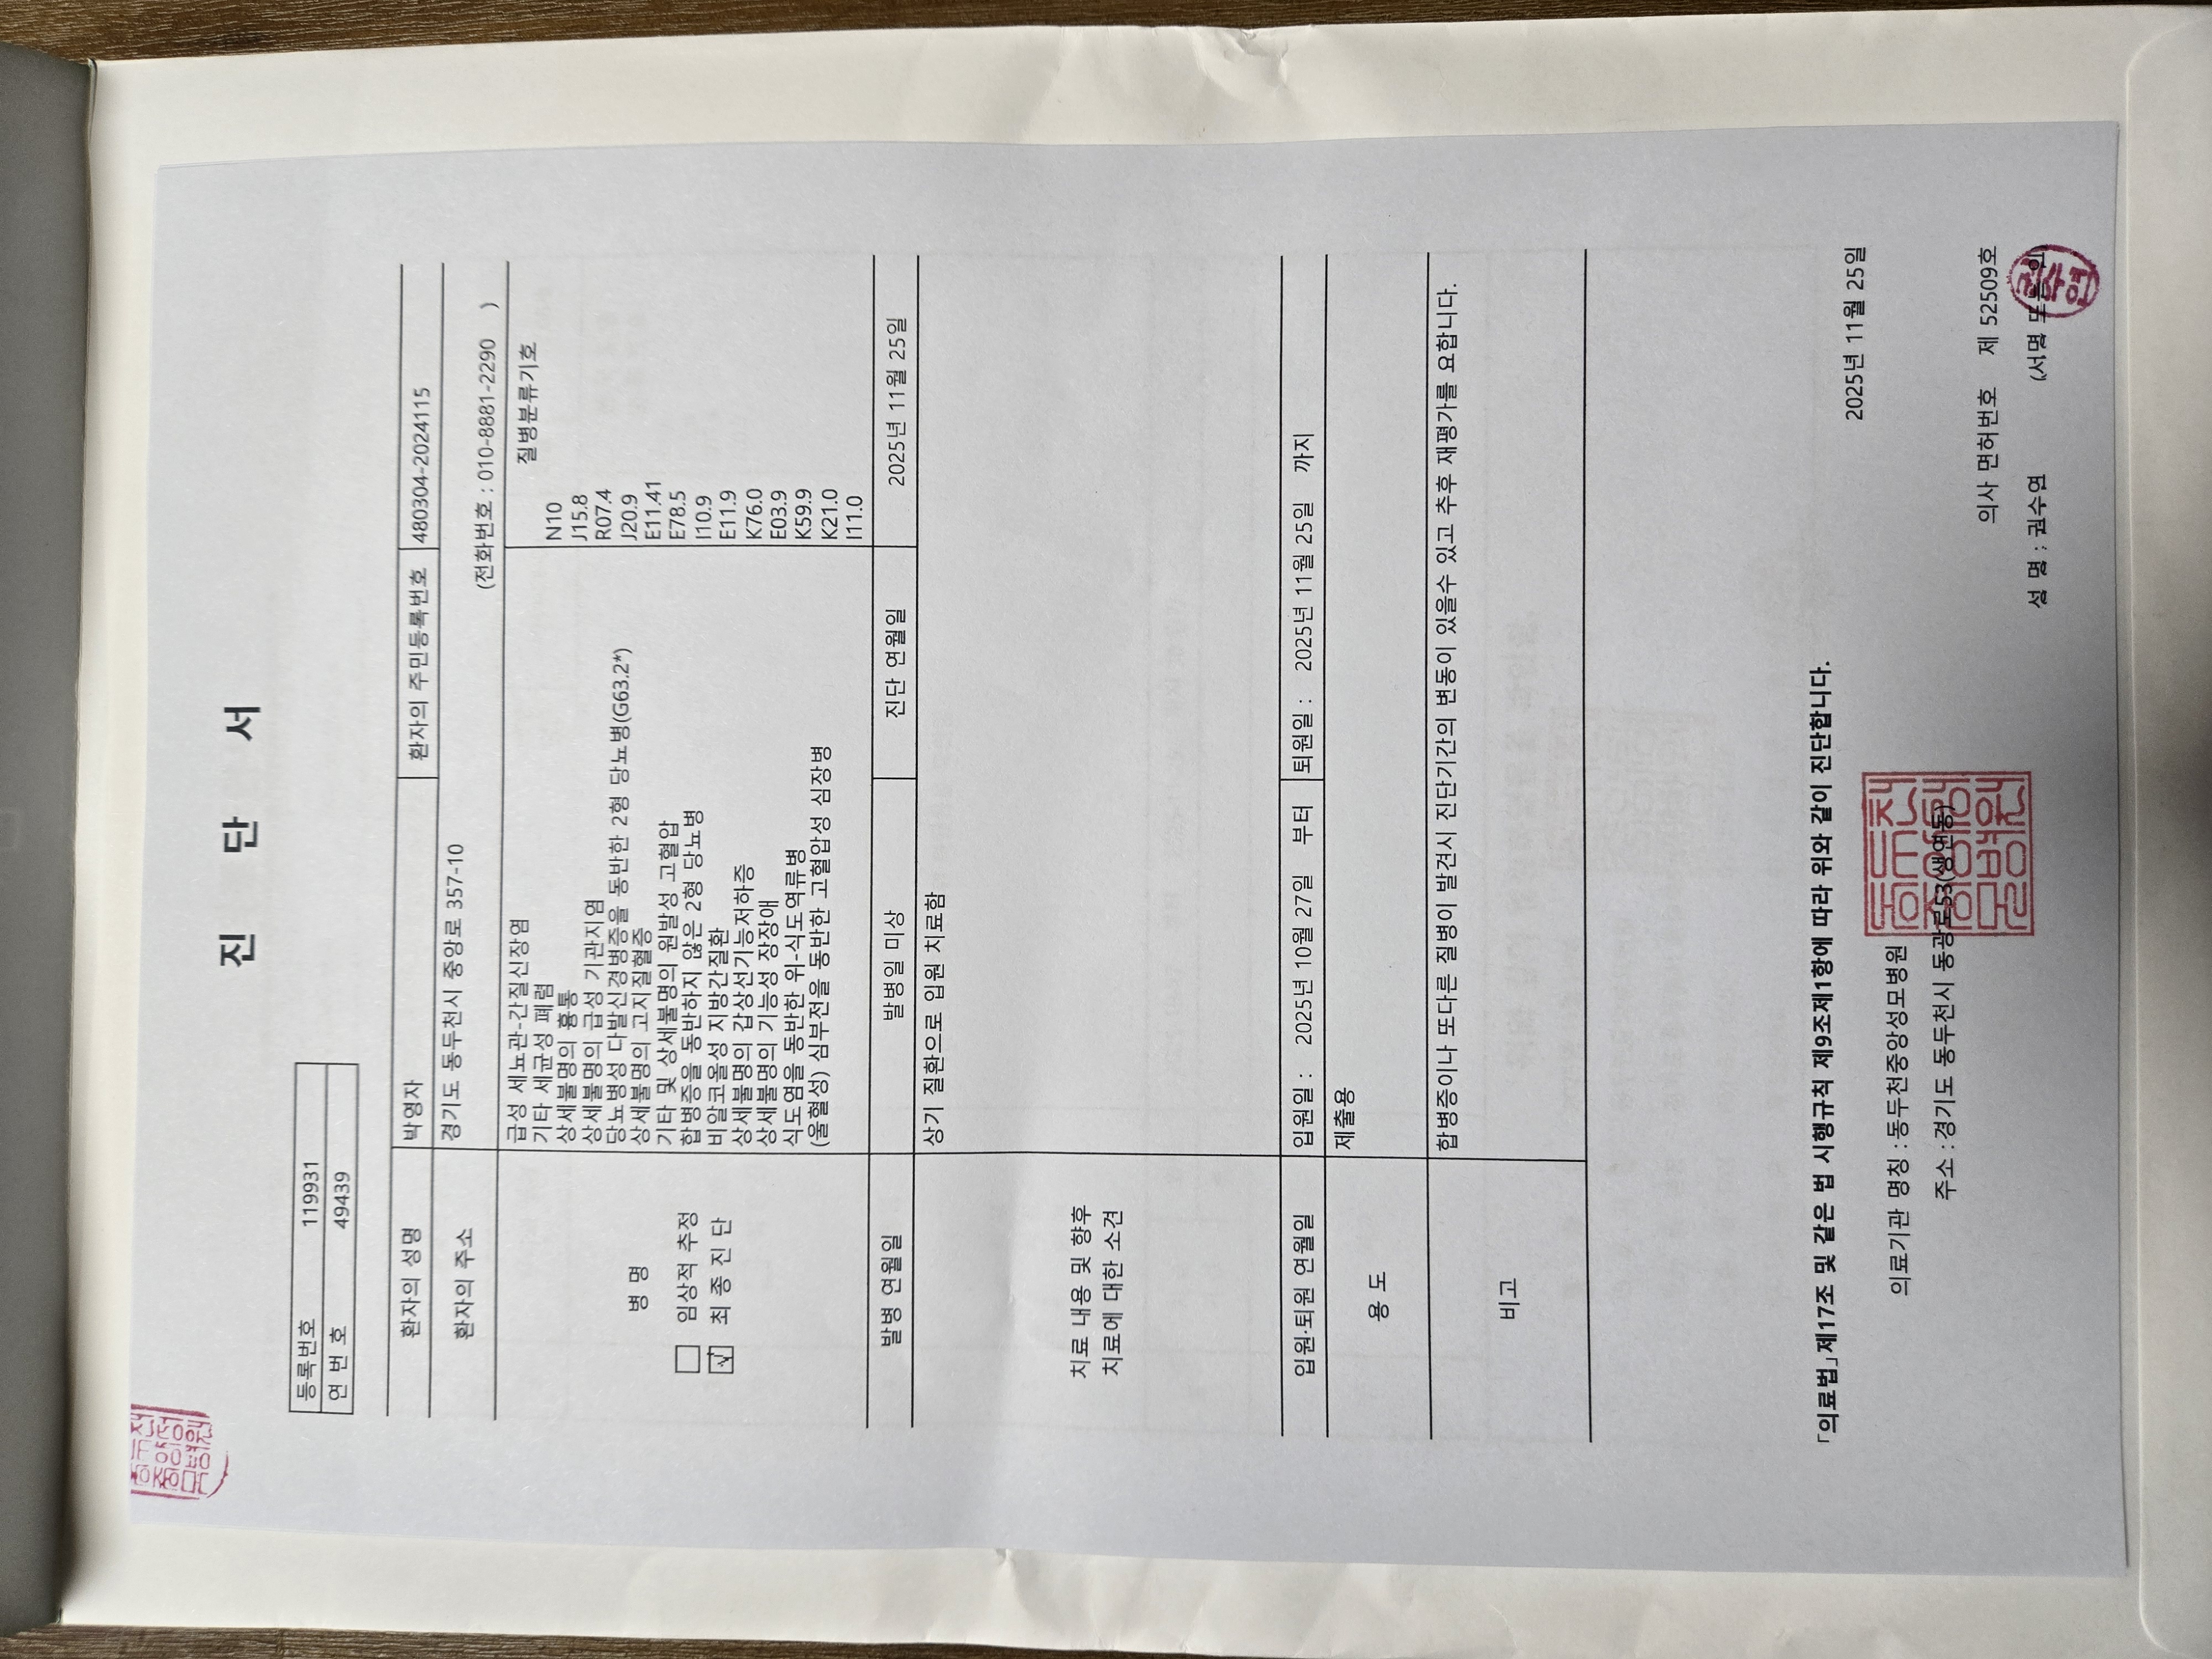 진 단 서
등록번호 119931
연 번 호 49439
환자의 성명 박영자 환자의 주민등록번호 480304-2024115
환자의 주소 경기도 동두천시 중앙로 357-10
(전화번호 : 010-8881-2290 )
병 명
임상적 추정
최 종 진 단
질병분류기호
급성 세뇨관-간질신장염 N10
기타 세균성 폐렴 J15.8
상세불명의 흉통 R07.4
상세불명의 급성 기관지염 J20.9
당뇨병성 다발신경병증을 동반한 2형 당뇨병(G63.2*) E11.41
상세불명의 고지질혈증 E78.5
기타 및 상세불명의 원발성 고혈압 I10.9
합병증을 동반하지 않은 2형 당뇨병 E11.9
비알코올성 지방간질환 K76.0
상세불명의 갑상선기능저하증 E03.9
상세불명의 기능성 장장애 K59.9
식도염을 동반한 위-식도역류병 K21.0
(울혈성) 심부전을 동반한 고혈압성 심장병 I11.0
발병 연월일 발병일 미상 진단 연월일 2025년 11월 25일
치료 내용 및 향후
치료에 대한 소견
상기 질환으로 입원 치료함
입원·퇴원 연월일 입원일 : 2025년 10월 27일 부터 퇴원일 : 2025년 11월 25일 까지
용 도 제출용
비고 합병증이나 또다른 질병이 발견시 진단기간의 변동이 있을수 있고 추후 재평가를 요합니다.
「의료법」제17조 및 같은 법 시행규칙 제9조제1항에 따라 위와 같이 진단합니다.
2025년 11월 25일
의료기관 명칭 : 동두천중앙성모병원
주소 : 경기도 동두천시 동광로53(생연동)
의사 면허번호 제 52509호
성 명 : 권수연 (서명 또는 인)